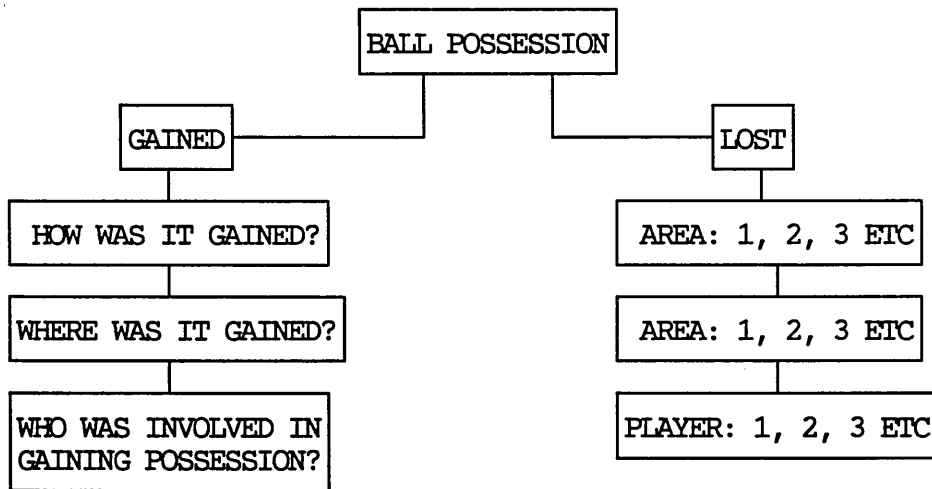 BALL POSSESSION
GAINED
LOST
HOW WAS IT GAINED?
AREA: 1, 2, 3 ETC
WHERE WAS IT GAINED?
AREA: 1, 2, 3 ETC
WHO WAS INVOLVED IN
GAINING POSSESSION?
PLAYER: 1, 2, 3 ETC